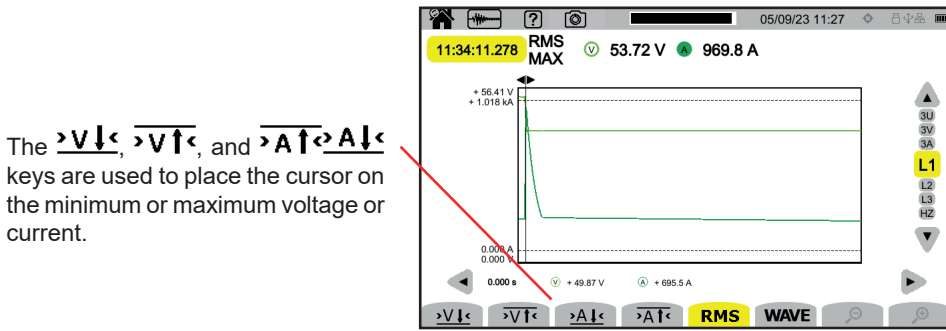 05/09/23 11:27
11:34:11.278 RMS MAX V 53.72 V A 969.8 A
+ 56.41 V
+ 1.018 kA
3U
3V
3A
L1
L2
L3
HZ
The >V↓<, >V↑<, and >A↑<>A↓<
keys are used to place the cursor on
the minimum or maximum voltage or
current.
0.000 A
0.000 V
0.000 s V + 49.87 V A + 695.5 A
>V↓< >V↑< >A↓< >A↑< RMS WAVE